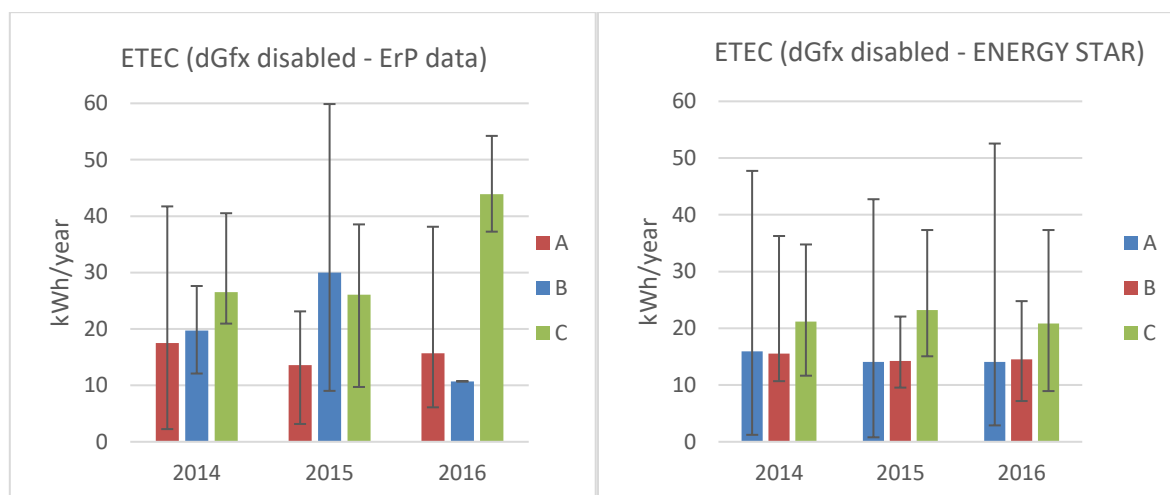 ETEC (dGfx disabled - ErP data)
60
50
40
30
20
10
0
kWh/year
2014 2015 2016
A
B
C
ETEC (dGfx disabled - ENERGY STAR)
60
50
40
30
20
10
0
kWh/year
2014 2015 2016
A
B
C